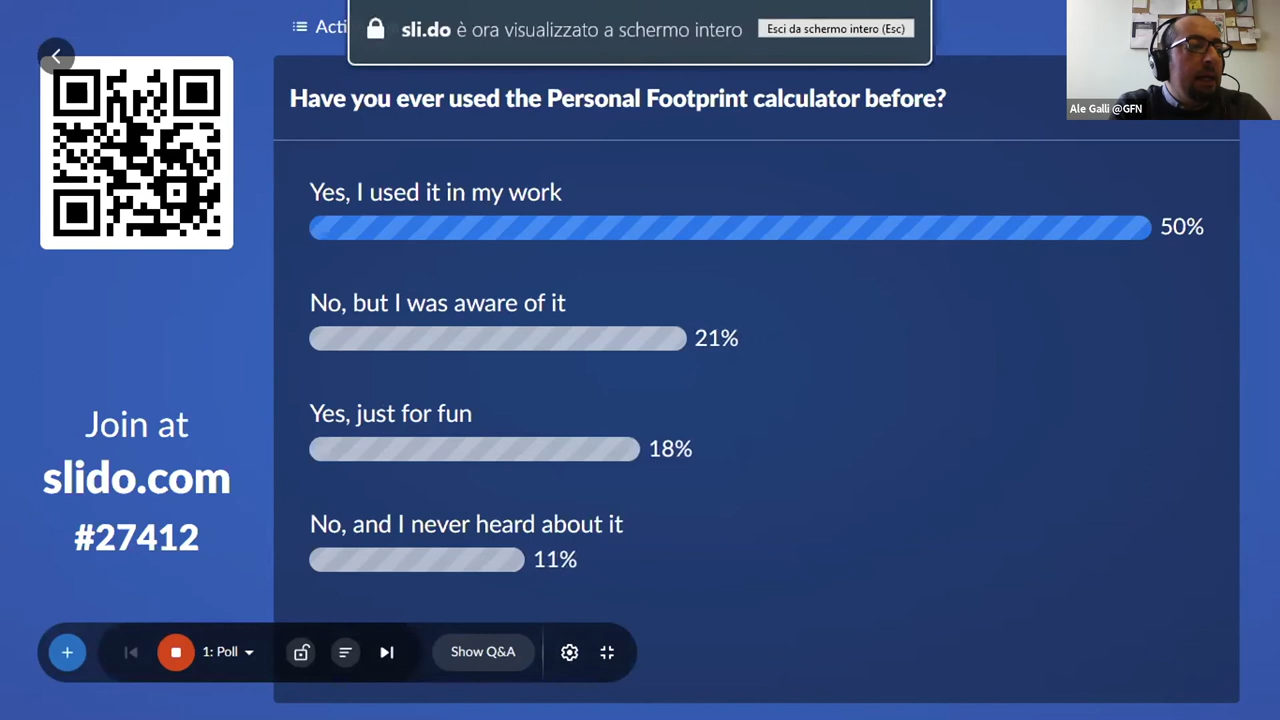 Acti
sli.do è ora visualizzato a schermo intero
Esci da schermo intero (Esc)
Ale Galli @GFN
Have you ever used the Personal Footprint calculator before?
Yes, I used it in my work
50%
No, but I was aware of it
21%
Yes, just for fun
18%
No, and I never heard about it
11%
Join at
slido.com
#27412
1: Poll
Show Q&A